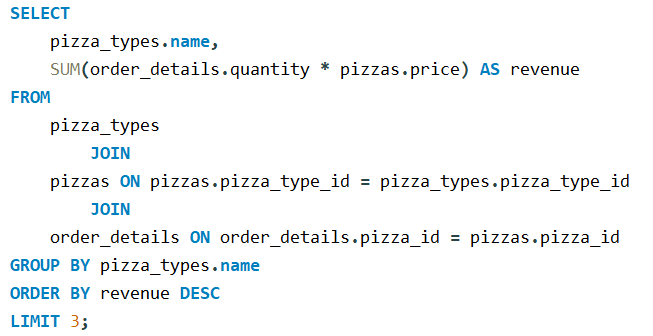 SELECT
pizza_types.name,
SUM(order_details.quantity * pizzas.price) AS revenue
FROM
pizza_types
JOIN
pizzas ON pizzas.pizza_type_id = pizza_types.pizza_type_id
JOIN
order_details ON order_details.pizza_id = pizzas.pizza_id
GROUP BY pizza_types.name
ORDER BY revenue DESC
LIMIT 3;